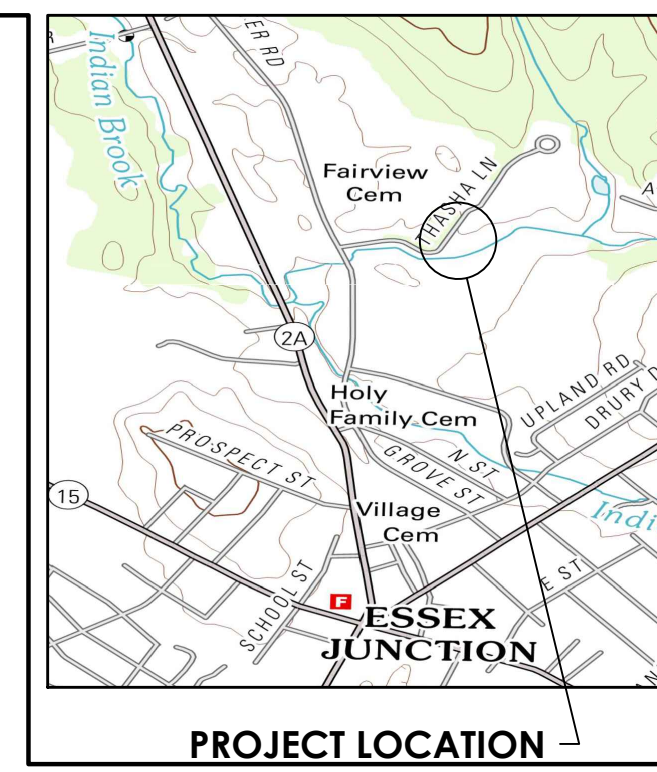 ER RD
Indian Brook
Fairview
Cem
THASHA LN
A
2A
UPLAND RD
DRURY D
Holy
Family Cem
PROSPECT ST
N ST
GROVE ST
15
Village
Cem
Indi
E ST
SCHOOL ST
F
ESSEX
JUNCTION
PROJECT LOCATION